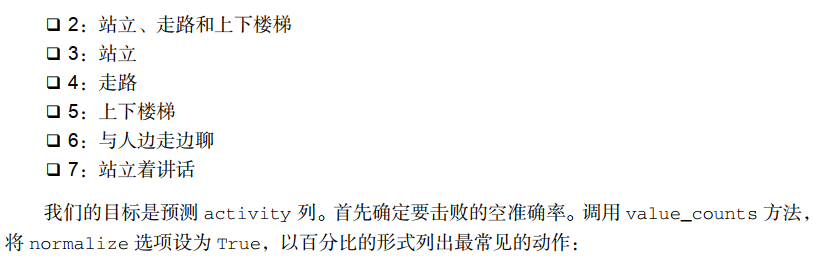 ❑ 2：站立、走路和上下楼梯
❑ 3：站立
❑ 4：走路
❑ 5：上下楼梯
❑ 6：与人边走边聊
❑ 7：站立着讲话
我们的目标是预测 activity 列。首先确定要击败的空准确率。调用 value_counts 方法，
将 normalize 选项设为 True，以百分比的形式列出最常见的动作：